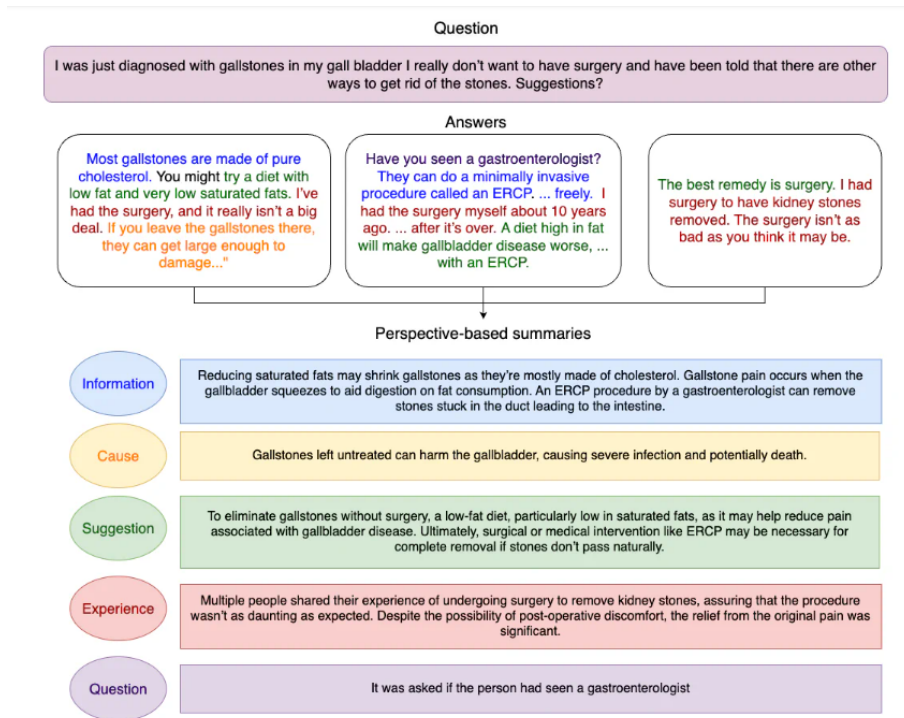 Question
I was just diagnosed with gallstones in my gall bladder I really don't want to have surgery and have been told that there are other
ways to get rid of the stones. Suggestions?
Answers
Most gallstones are made of pure
cholesterol. You might try a diet with
low fat and very low saturated fats. I've
had the surgery, and it really isn't a big
deal. If you leave the gallstones there,
they can get large enough to
damage..."
Have you seen a gastroenterologist?
They can do a minimally invasive
procedure called an ERCP. ... freely. I
had the surgery myself about 10 years
ago. ... after it's over. A diet high in fat
will make gallbladder disease worse, ...
with an ERCP.
The best remedy is surgery. I had
surgery to have kidney stones
removed. The surgery isn't as
bad as you think it may be.
Perspective-based summaries
Information
Reducing saturated fats may shrink gallstones as they're mostly made of cholesterol. Gallstone pain occurs when the
gallbladder squeezes to aid digestion on fat consumption. An ERCP procedure by a gastroenterologist can remove
stones stuck in the duct leading to the intestine.
Cause
Gallstones left untreated can harm the gallbladder, causing severe infection and potentially death.
Suggestion
To eliminate gallstones without surgery, a low-fat diet, particularly low in saturated fats, as it may help reduce pain
associated with gallbladder disease. Ultimately, surgical or medical intervention like ERCP may be necessary for
complete removal if stones don't pass naturally.
Experience
Multiple people shared their experience of undergoing surgery to remove kidney stones, assuring that the procedure
wasn't as daunting as expected. Despite the possibility of post-operative discomfort, the relief from the original pain was
significant.
Question
It was asked if the person had seen a gastroenterologist